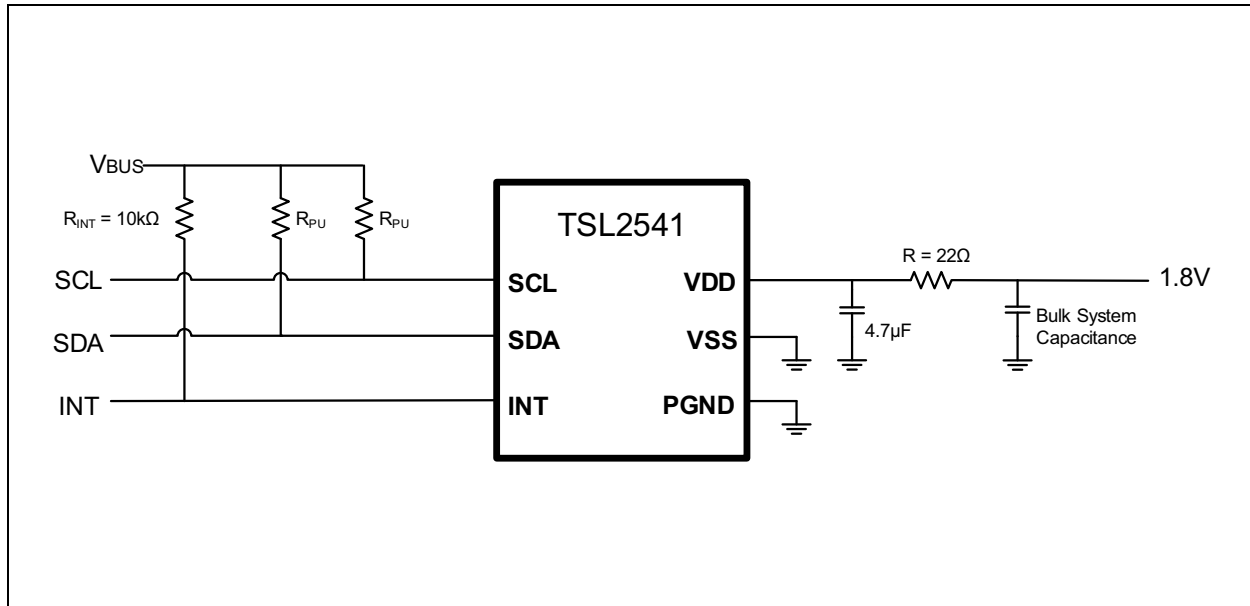 VBUS
RINT = 10kΩ
RPU
RPU
SCL
SDA
INT
TSL2541
SCL
SDA
INT
VDD
VSS
PGND
R = 22Ω
4.7µF
Bulk System
Capacitance
1.8V